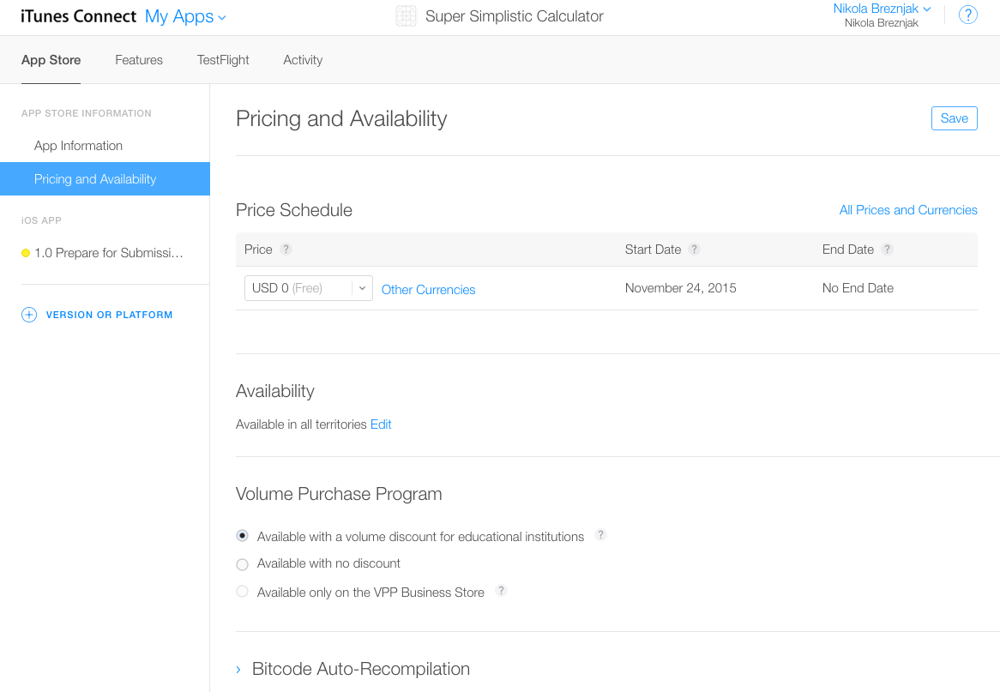 iTunes Connect My Apps
Super Simplistic Calculator
Nikola Breznjak
Nikola Breznjak
?
App Store Features TestFlight Activity
APP STORE INFORMATION
App Information
Pricing and Availability
iOS APP
1.0 Prepare for Submissi...
VERSION OR PLATFORM
Pricing and Availability
Save
Price Schedule
All Prices and Currencies
Price ? Start Date ? End Date ?
USD 0 (Free) Other Currencies November 24, 2015 No End Date
Availability
Available in all territories Edit
Volume Purchase Program
Available with a volume discount for educational institutions ?
Available with no discount
Available only on the VPP Business Store ?
Bitcode Auto-Recompilation